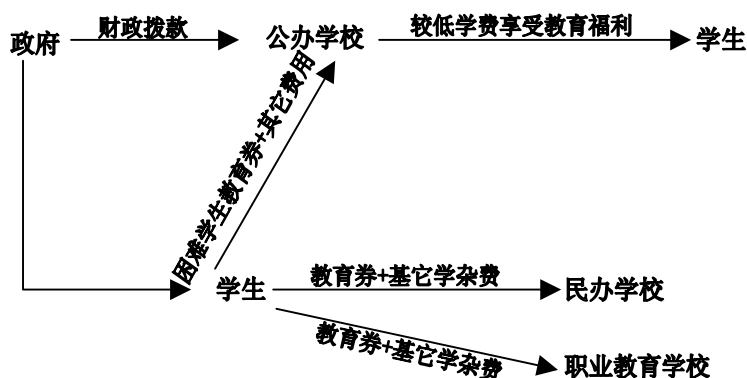 政府
财政拨款
公办学校
较低学费享受教育福利
学生
困难学生教育券+其它费用
学生
教育券+基它学杂费
民办学校
教育券+基它学杂费
职业教育学校